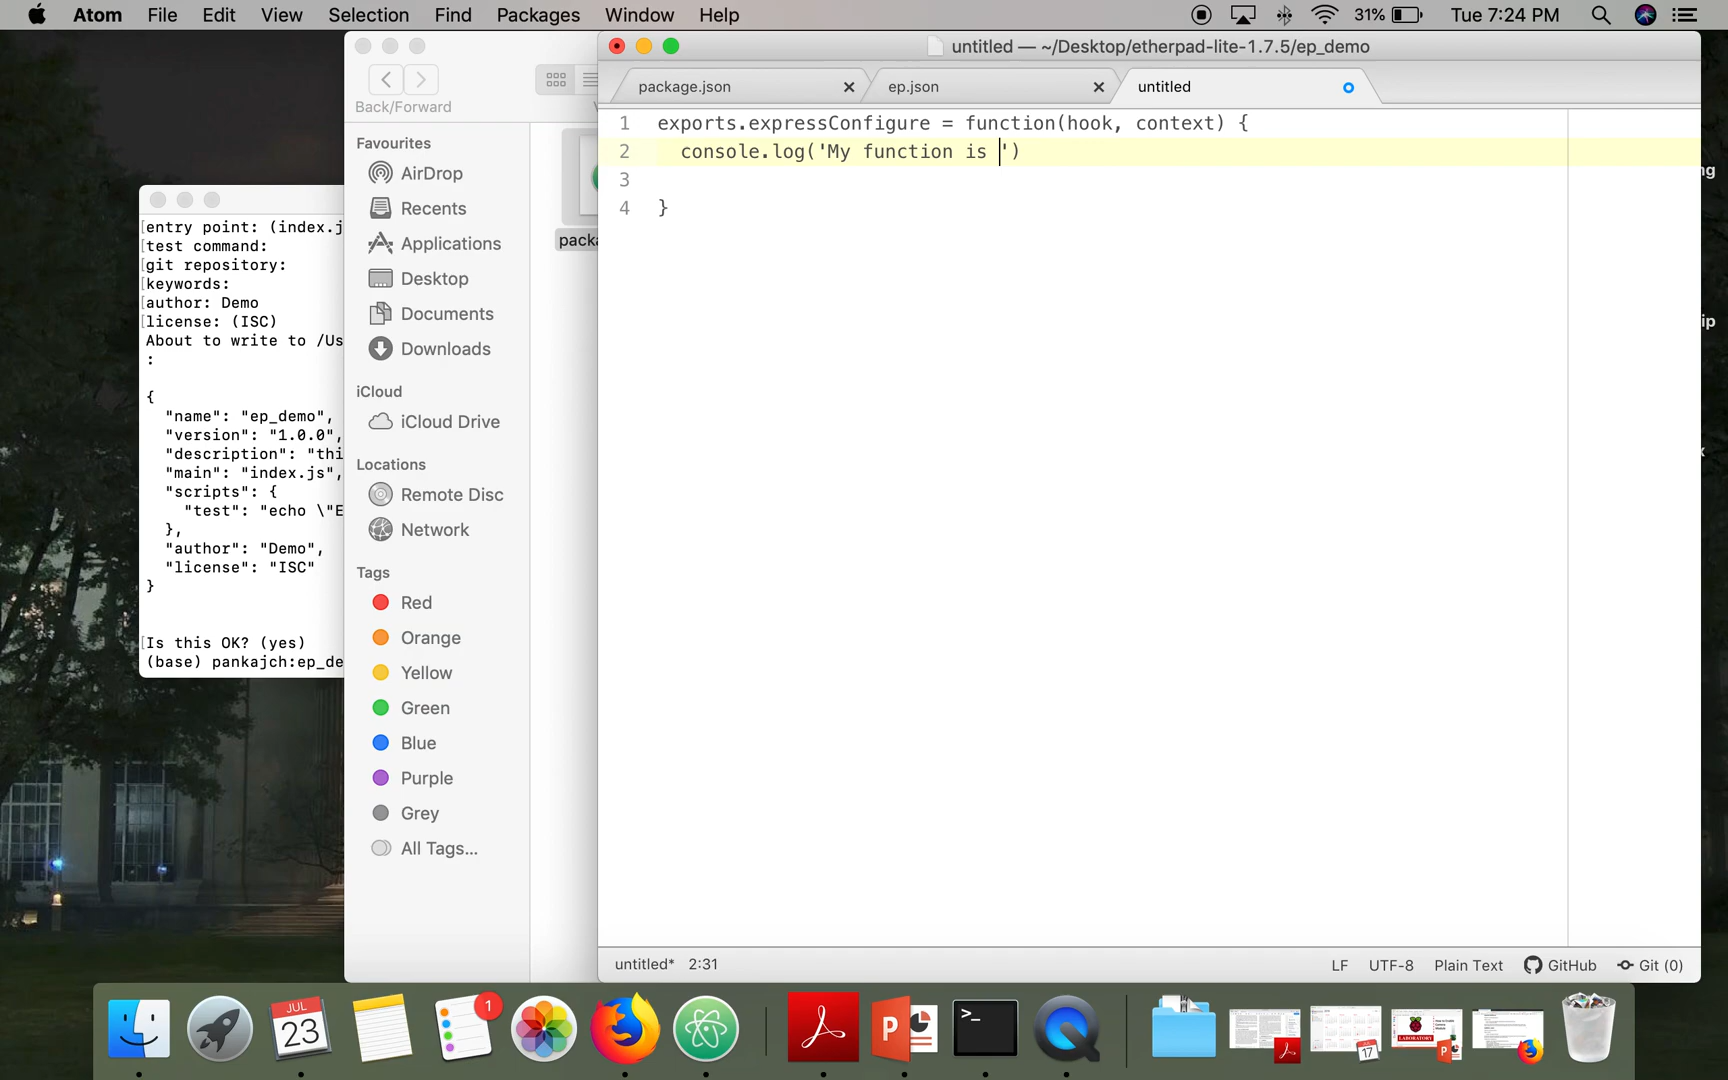 Atom File Edit View Selection Find Packages Window Help 31% Tue 7:24 PM
untitled — ~/Desktop/etherpad-lite-1.7.5/ep_demo
package.json
ep.json
untitled
Back/Forward
1 exports.expressConfigure = function(hook, context) {
2 console.log('My function is ')
3
4 }
Favourites
AirDrop
Recents
Applications
Desktop
Documents
Downloads
iCloud
iCloud Drive
Locations
Remote Disc
Network
Tags
Red
Orange
Yellow
Green
Blue
Purple
Grey
All Tags...
packa
[entry point: (index.j
[test command:
[git repository:
[keywords:
[author: Demo
[license: (ISC)
About to write to /Us
:
{
"name": "ep_demo",
"version": "1.0.0",
"description": "thi
"main": "index.js",
"scripts": {
"test": "echo \"E
},
"author": "Demo",
"license": "ISC"
}
[Is this OK? (yes)
(base) pankajch:ep_de
ng
ip
x
untitled* 2:31
LF UTF-8 Plain Text GitHub Git (0)
JUL
23
1
P
>_
17
LABORATORY